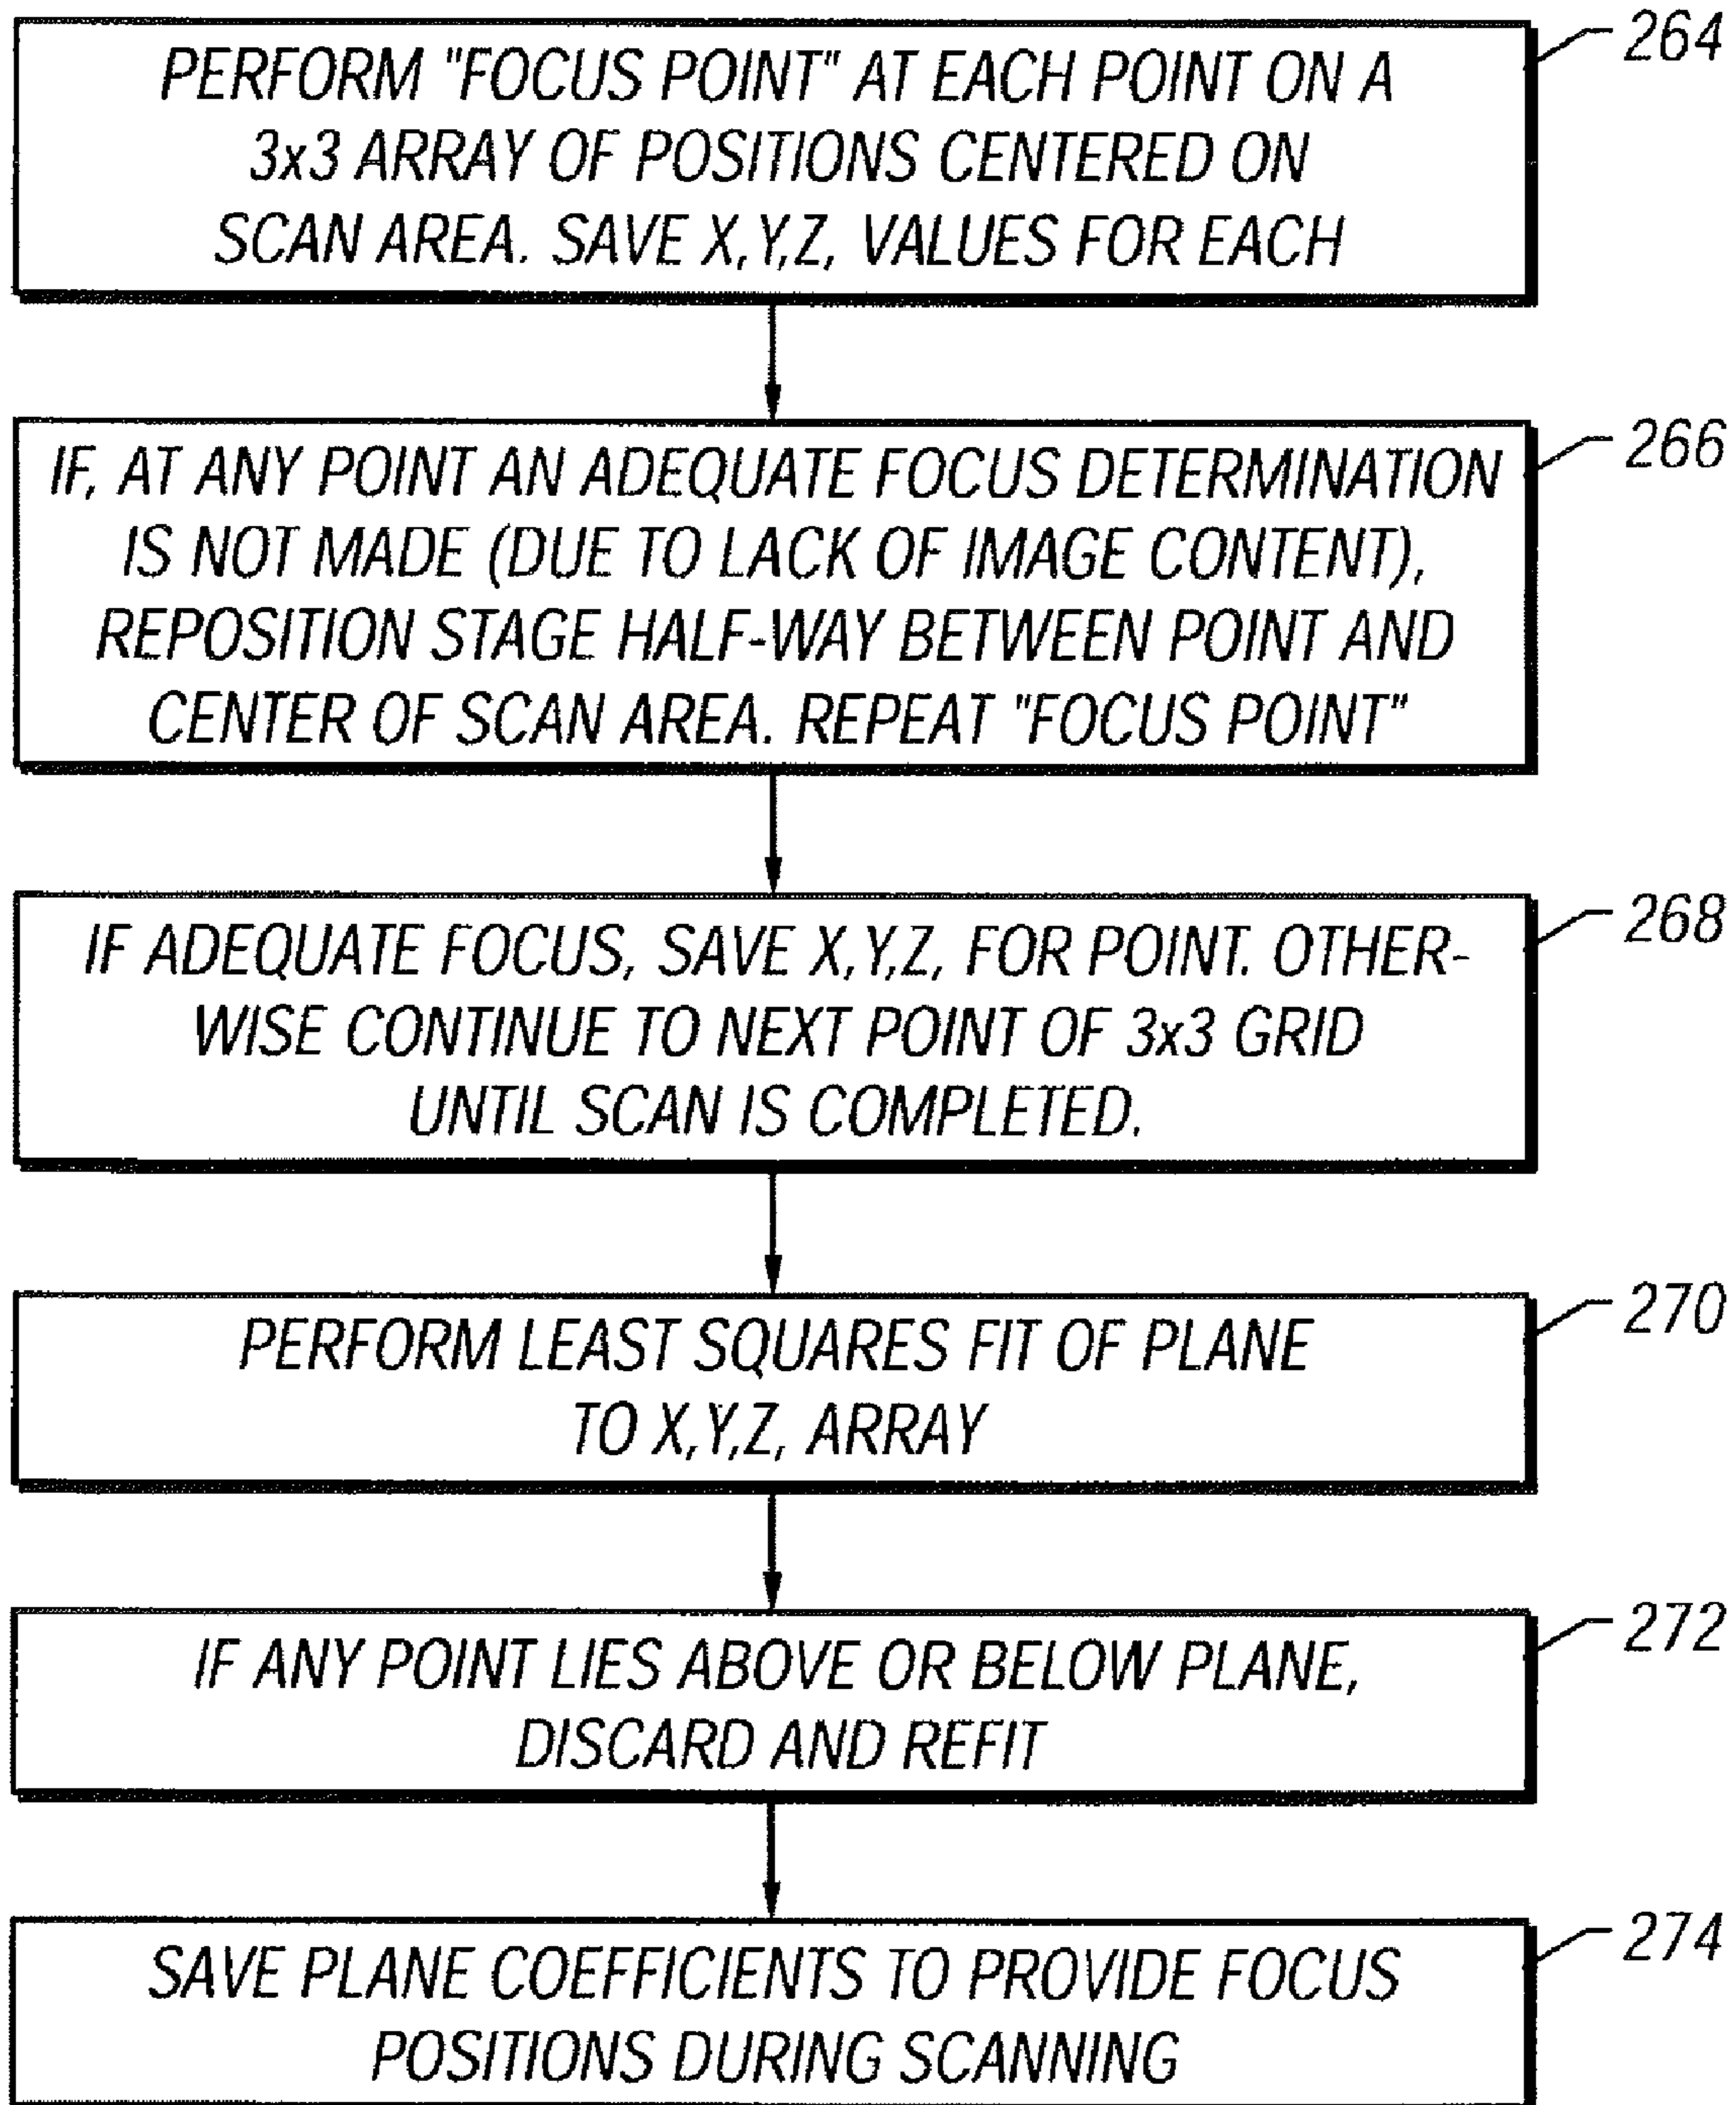 264
PERFORM "FOCUS POINT" AT EACH POINT ON A
3x3 ARRAY OF POSITIONS CENTERED ON
SCAN AREA. SAVE X,Y,Z, VALUES FOR EACH
266
IF, AT ANY POINT AN ADEQUATE FOCUS DETERMINATION
IS NOT MADE (DUE TO LACK OF IMAGE CONTENT),
REPOSITION STAGE HALF-WAY BETWEEN POINT AND
CENTER OF SCAN AREA. REPEAT "FOCUS POINT"
268
IF ADEQUATE FOCUS, SAVE X,Y,Z, FOR POINT. OTHER-
WISE CONTINUE TO NEXT POINT OF 3x3 GRID
UNTIL SCAN IS COMPLETED.
270
PERFORM LEAST SQUARES FIT OF PLANE
TO X,Y,Z, ARRAY
272
IF ANY POINT LIES ABOVE OR BELOW PLANE,
DISCARD AND REFIT
274
SAVE PLANE COEFFICIENTS TO PROVIDE FOCUS
POSITIONS DURING SCANNING